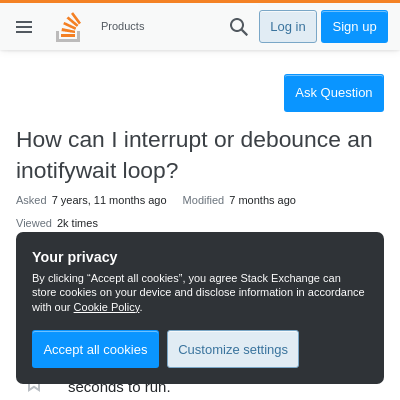 Products
Log in
Sign up
Ask Question
How can I interrupt or debounce an
inotifywait loop?
Asked 7 years, 11 months ago Modified 7 months ago
Viewed 2k times
Your privacy
By clicking “Accept all cookies”, you agree Stack Exchange can
store cookies on your device and disclose information in accordance
with our Cookie Policy.
Accept all cookies
Customize settings
seconds to run.